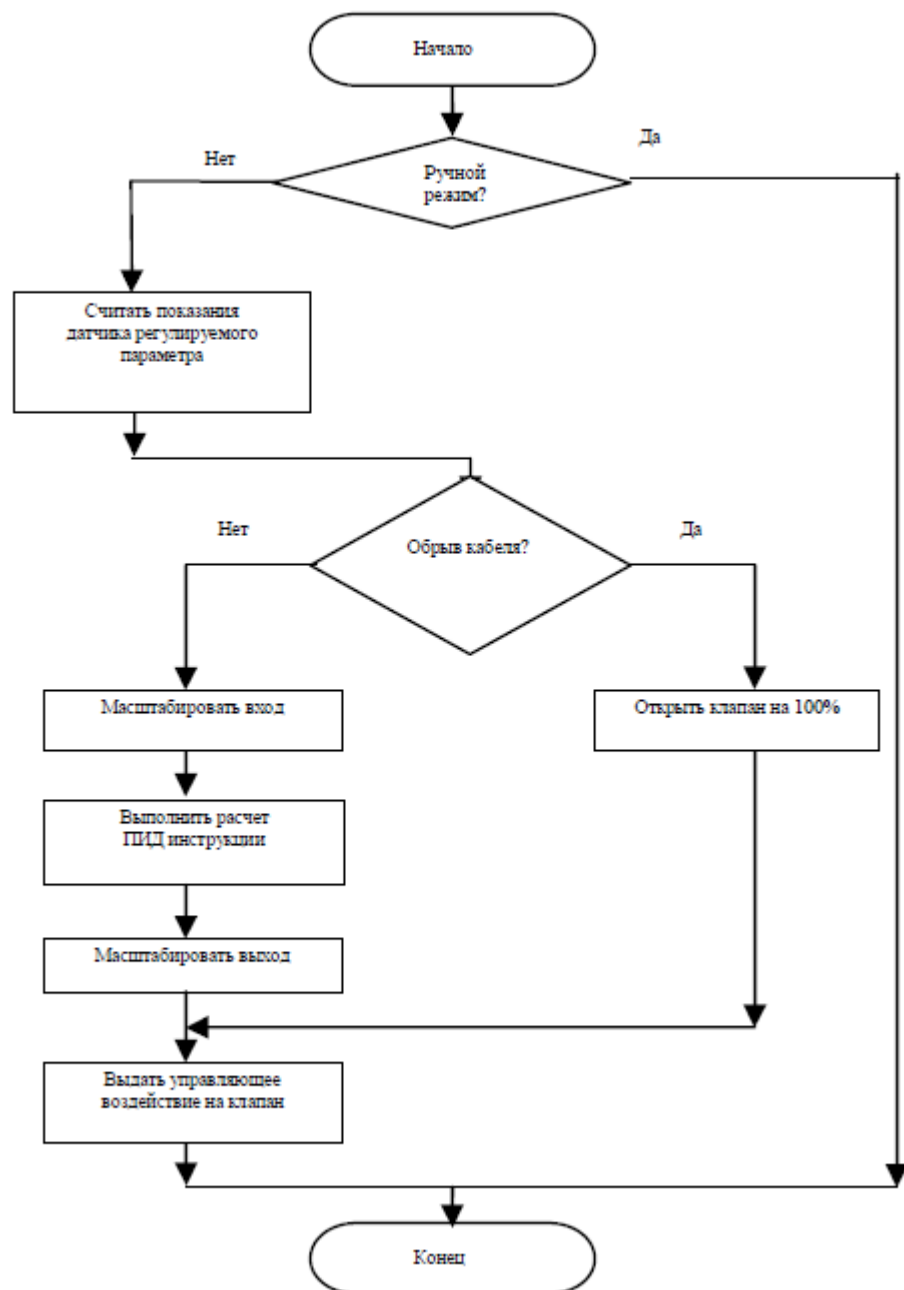 Начало
Да
Нет
Ручной
режим?
Считать показания
датчика регулируемого
параметра
Нет
Да
Обрыв кабеля?
Масштабировать вход
Открыть клапан на 100%
Выполнить расчет
ПИД инструкции
Масштабировать выход
Выдать управляющее
воздействие на клапан
Конец